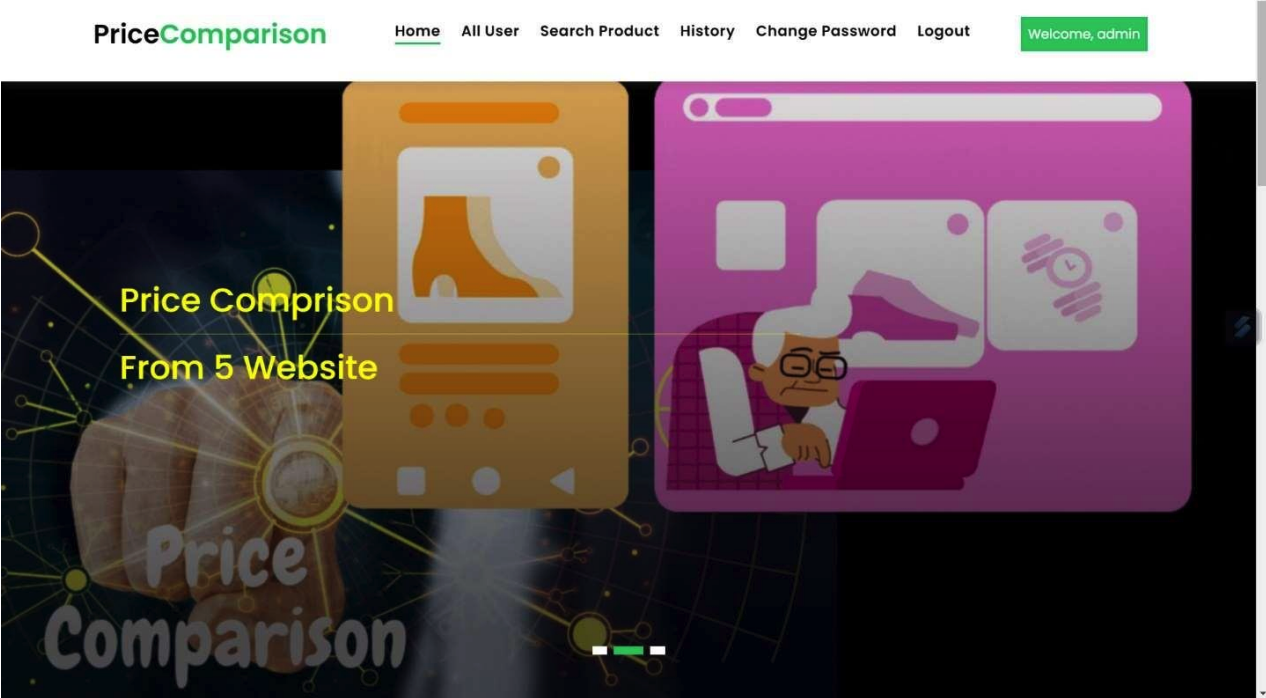 PriceComparison
Home All User Search Product History Change Password Logout
Welcome, admin
Price Comprison
From 5 Website
Price
Comparison